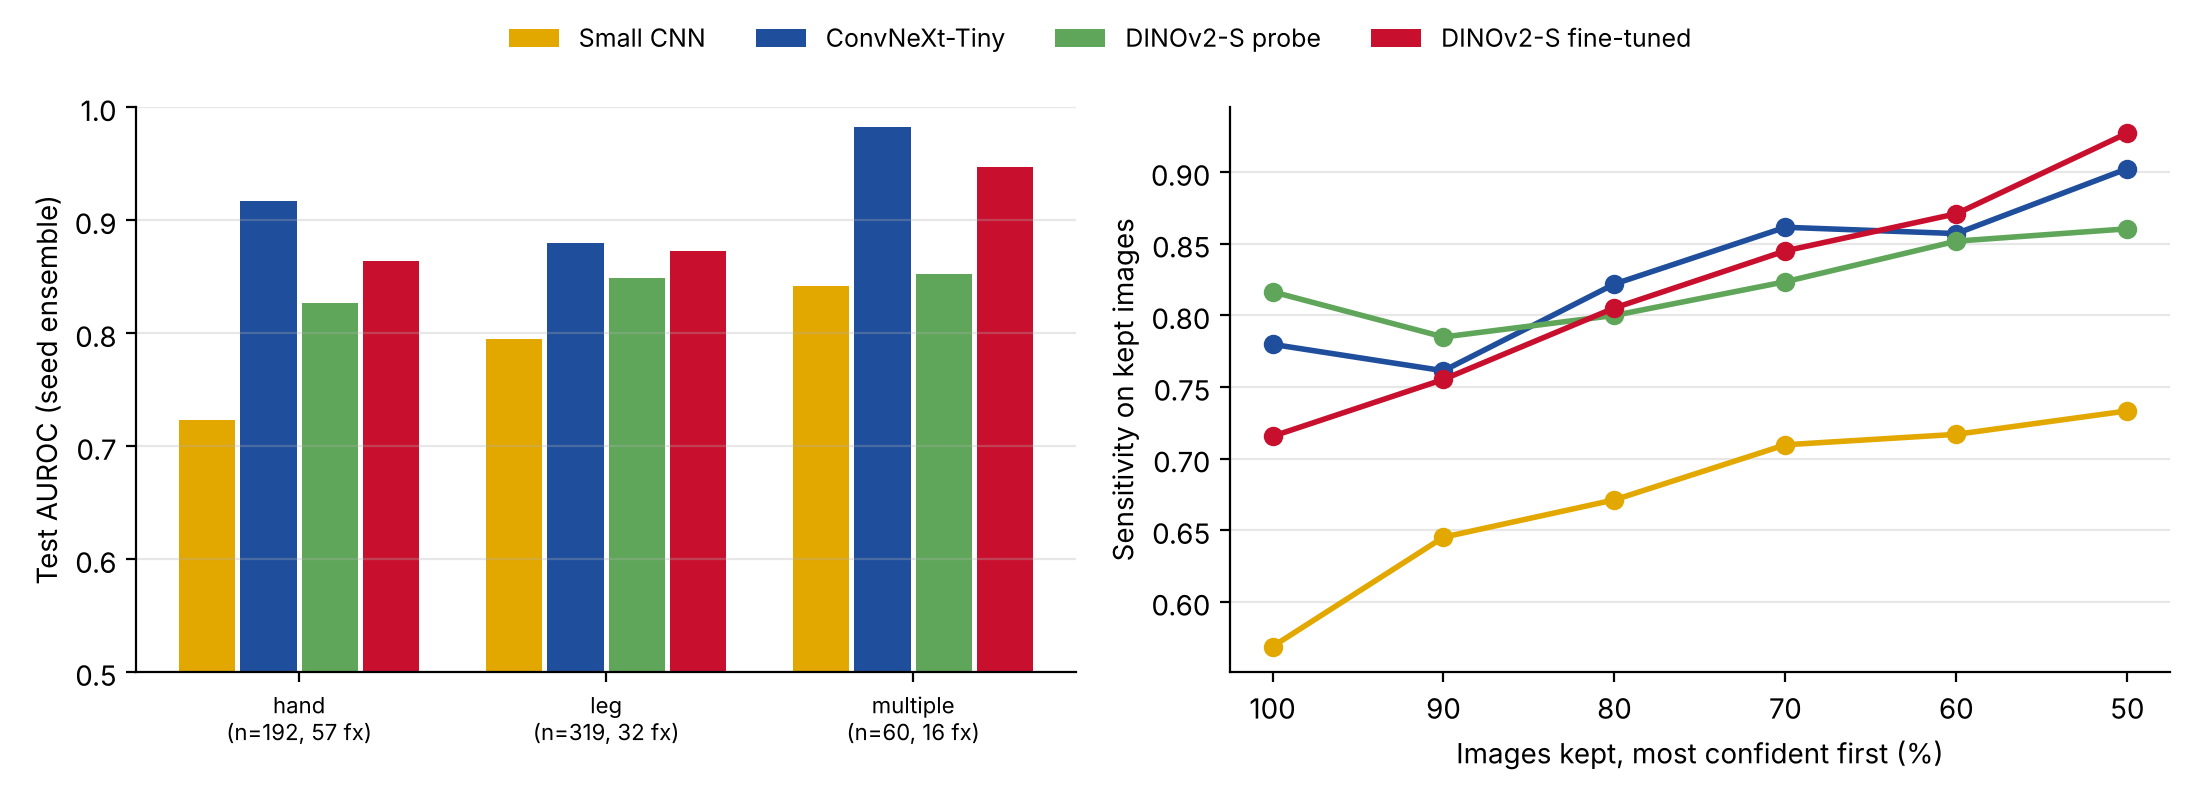 Small CNN ConvNeXt-Tiny DINOv2-S probe DINOv2-S fine-tuned
Test AUROC (seed ensemble)
1.0
0.9
0.8
0.7
0.6
0.5
hand
(n=192, 57 fx)
leg
(n=319, 32 fx)
multiple
(n=60, 16 fx)
Sensitivity on kept images
0.90
0.85
0.80
0.75
0.70
0.65
0.60
100 90 80 70 60 50
Images kept, most confident first (%)